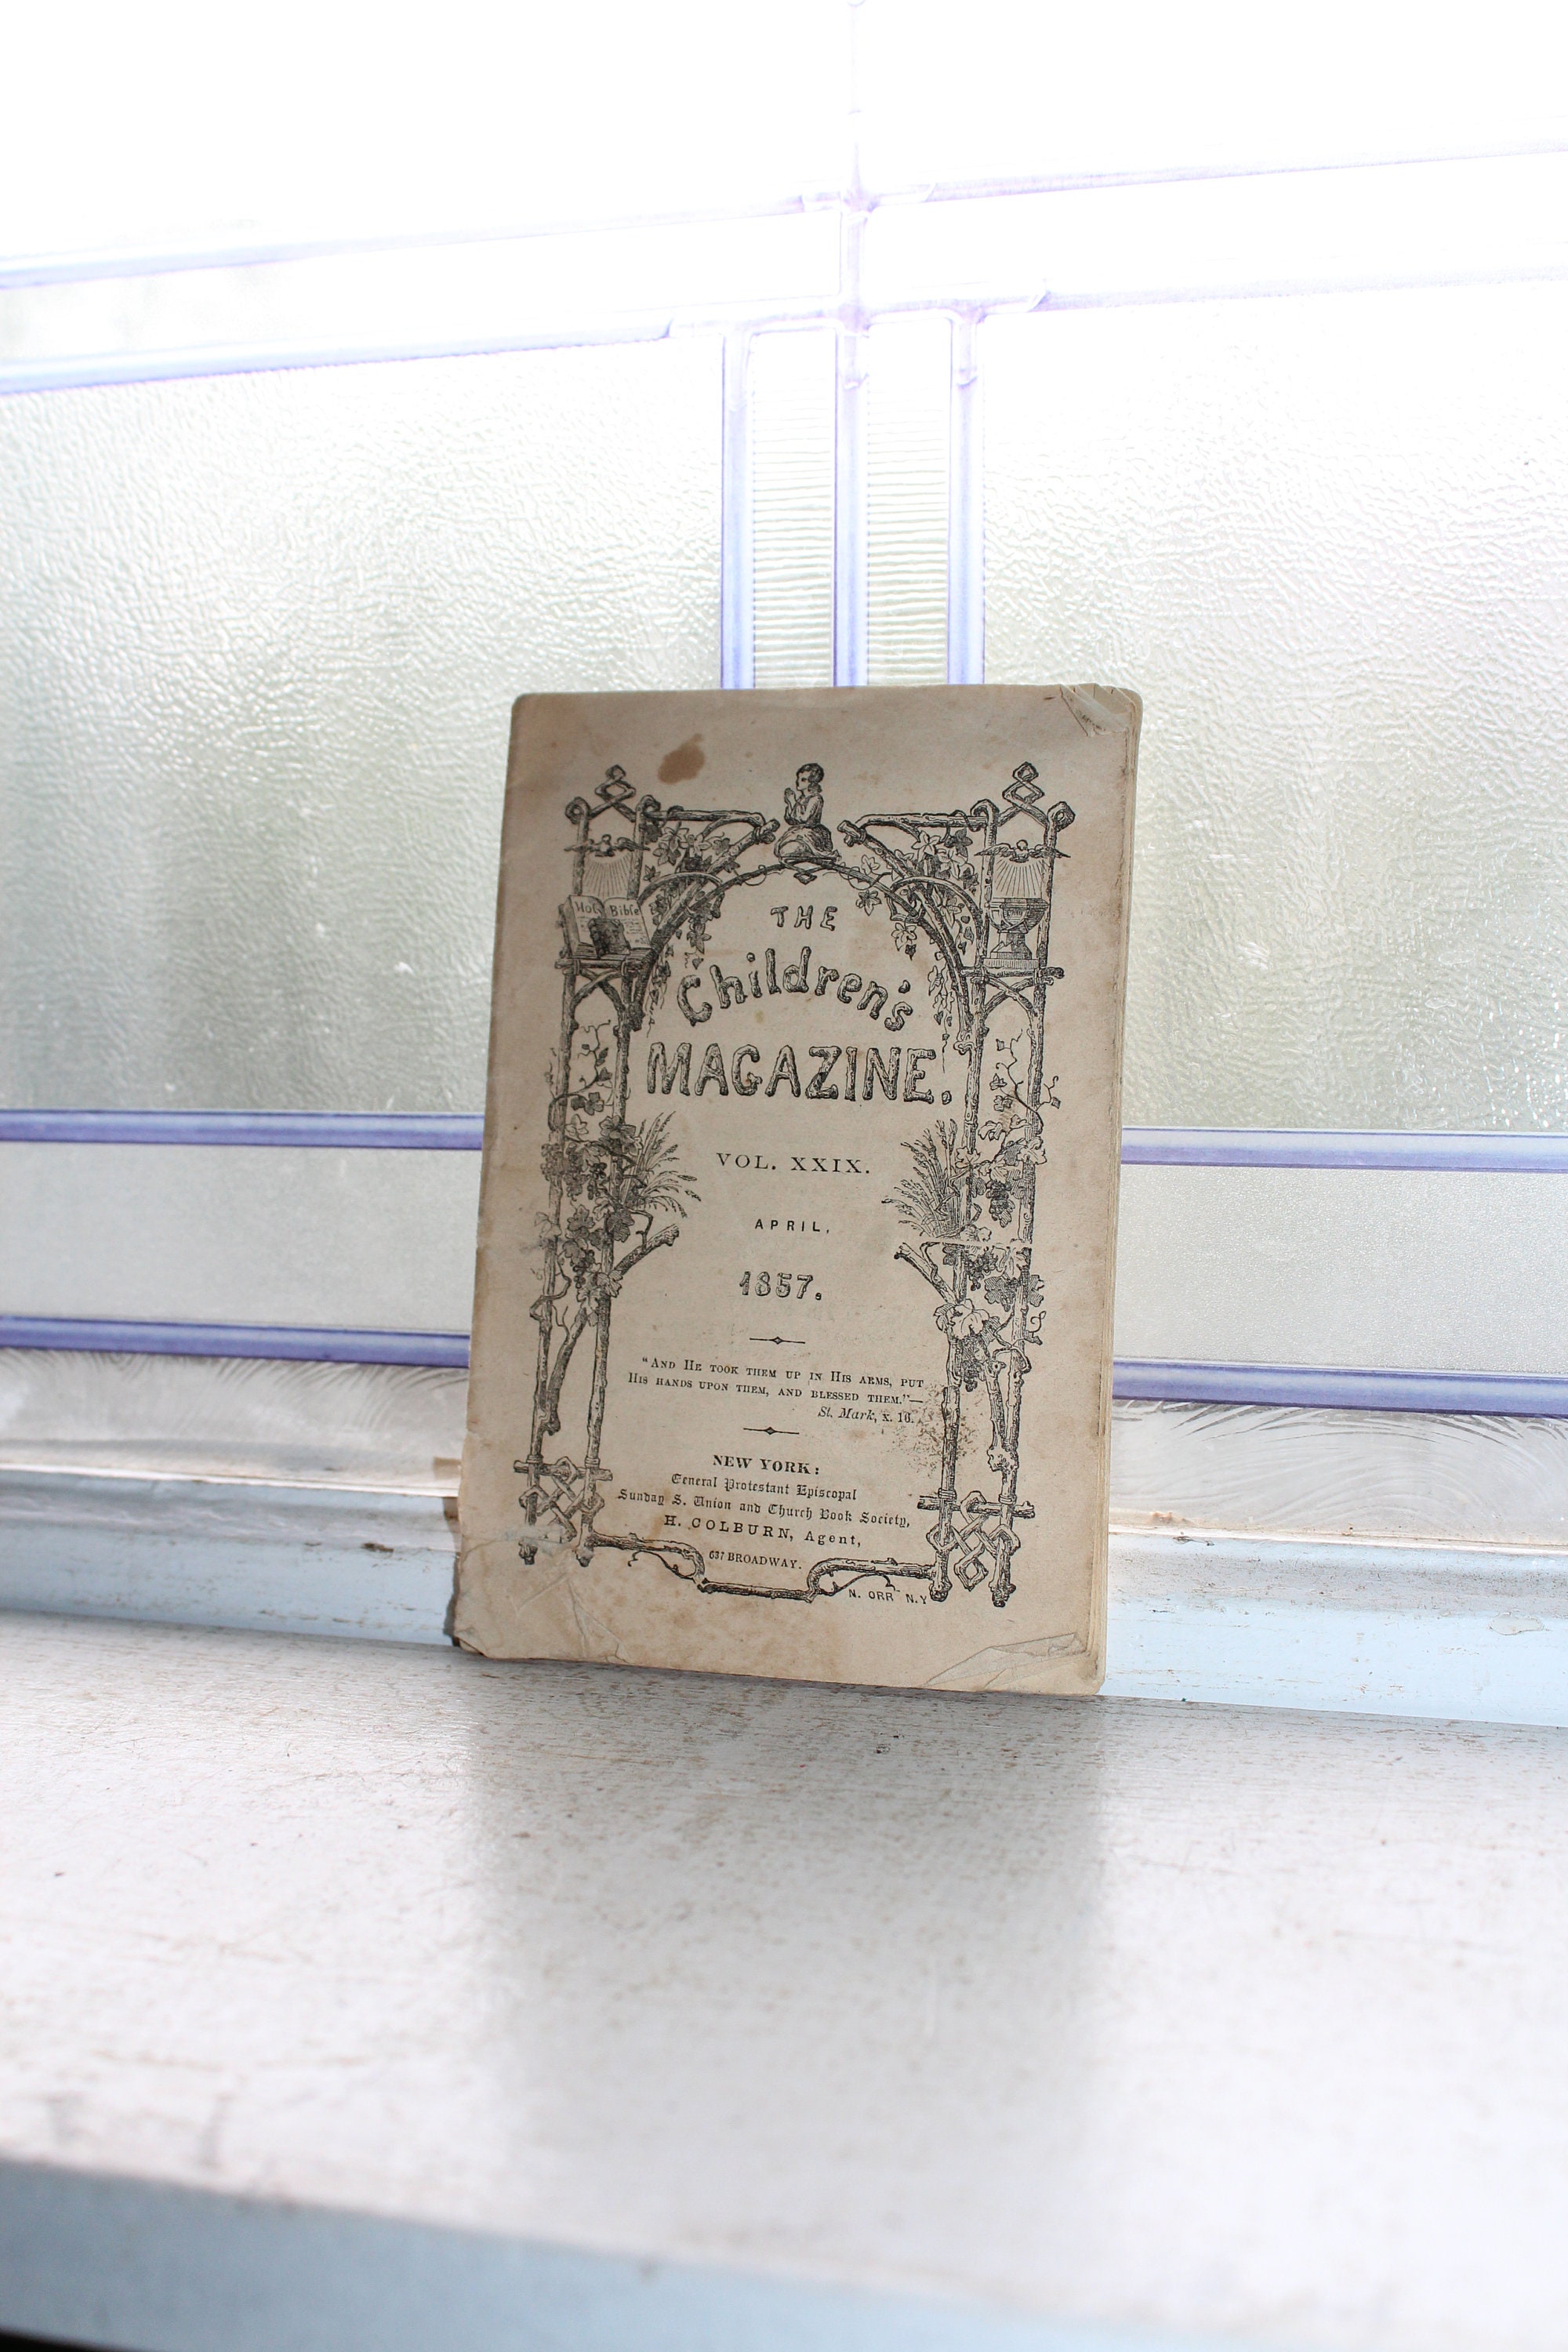 Holy Bible
THE
Children's
MAGAZINE.
VOL. XXIX.
APRIL,
1857.
"AND HE TOOK THEM UP IN HIS ARMS, PUT
HIS HANDS UPON THEM, AND BLESSED THEM."—
St. Mark, x. 16.
NEW YORK:
General Protestant Episcopal
Sunday S. Union and Church Book Society,
H. COLBURN, Agent,
637 BROADWAY.
N. ORR N.Y